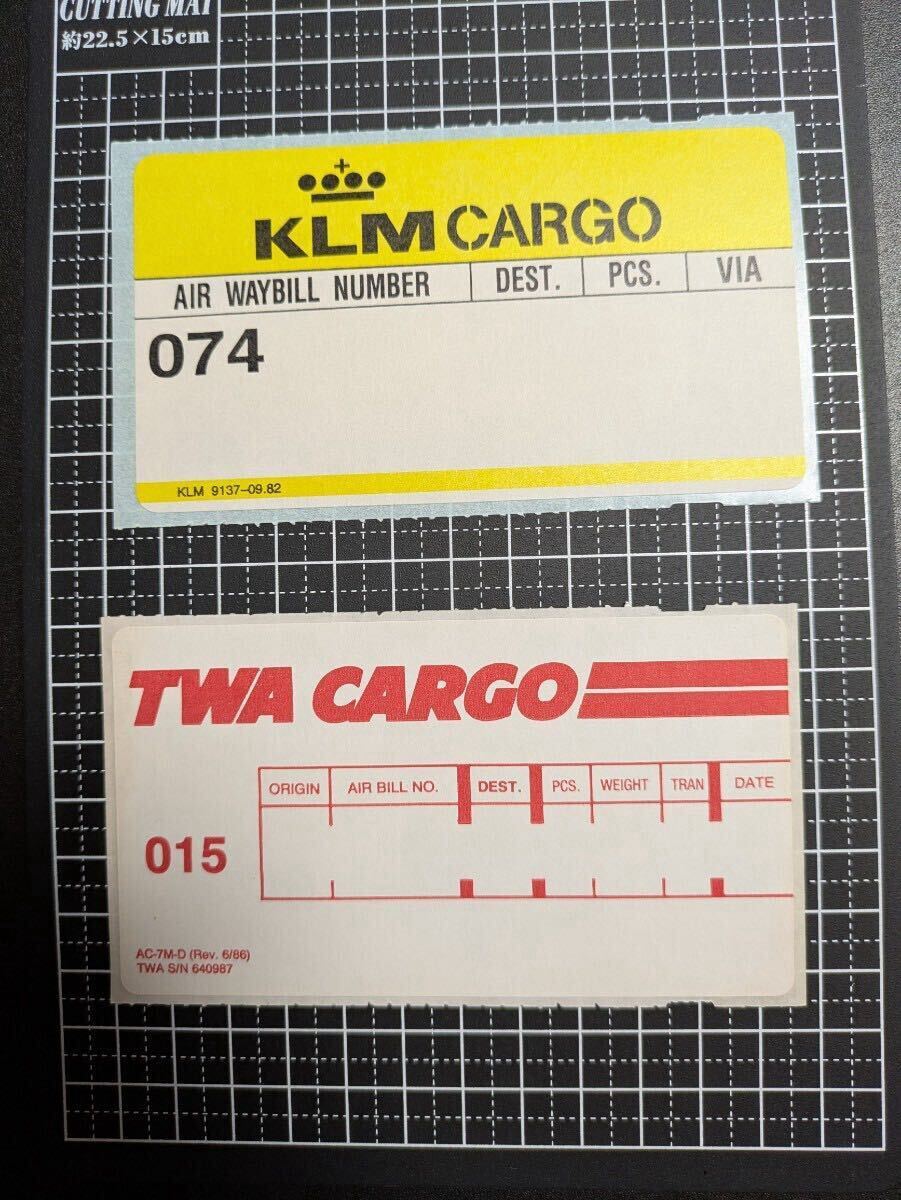 CUTTING MAT
約22.5×15cm
KLM CARGO
AIR WAYBILL NUMBER DEST. PCS. VIA
074
KLM 9137-09.82
TWA CARGO
ORIGIN AIR BILL NO. DEST. PCS. WEIGHT TRAN DATE
015
AC-7M-D (Rev. 6/86)
TWA S/N 640987